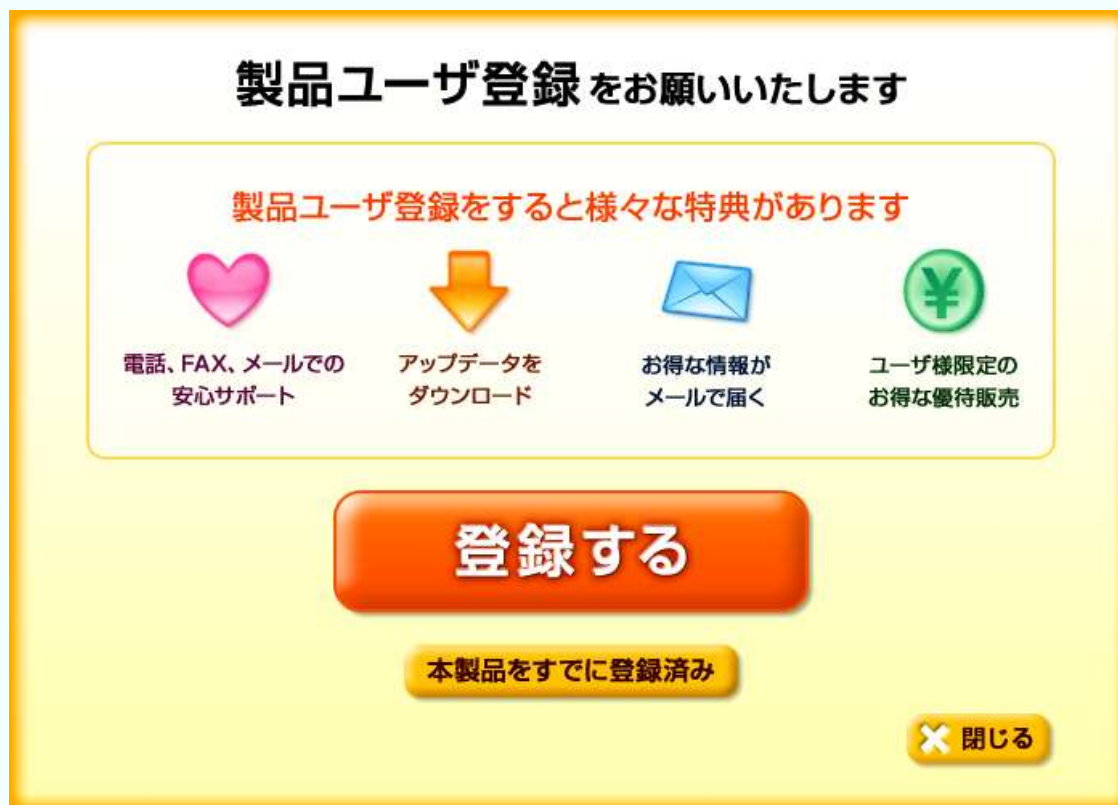 製品ユーザ登録をお願いいたします
製品ユーザ登録をすると様々な特典があります
電話、FAX、メールでの
安心サポート
アップデータを
ダウンロード
お得な情報が
メールで届く
¥
ユーザ様限定の
お得な優待販売
登録する
本製品をすでに登録済み
閉じる